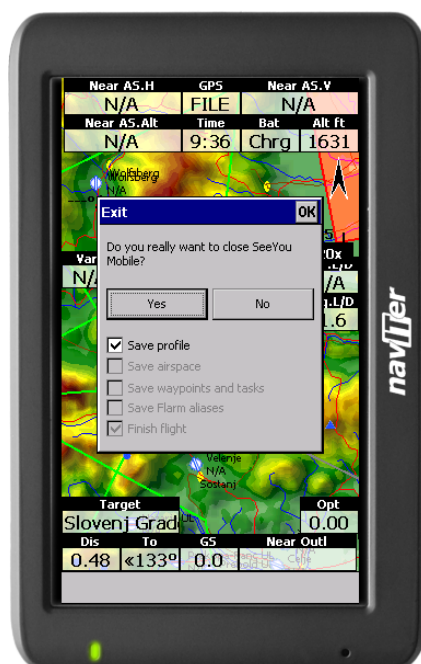 Near AS.H GPS Near AS.V
N/A FILE N/A
Near AS.Alt Time Bat Alt ft
N/A 9:36 Chrg 1631
Wolfsberg
N/A
Exit OK
Do you really want to close SeeYou
Mobile?
Var
N/
/A
1.6
Yes No
Save profile
Save airspace
Save waypoints and tasks
Save Flarm aliases
Finish flight
naviter
Velenje
N/A
Sostanj
Target Opt
Slovenj Grad 0.00
Dis To GS Near Outl
0.48 «133° 0.0